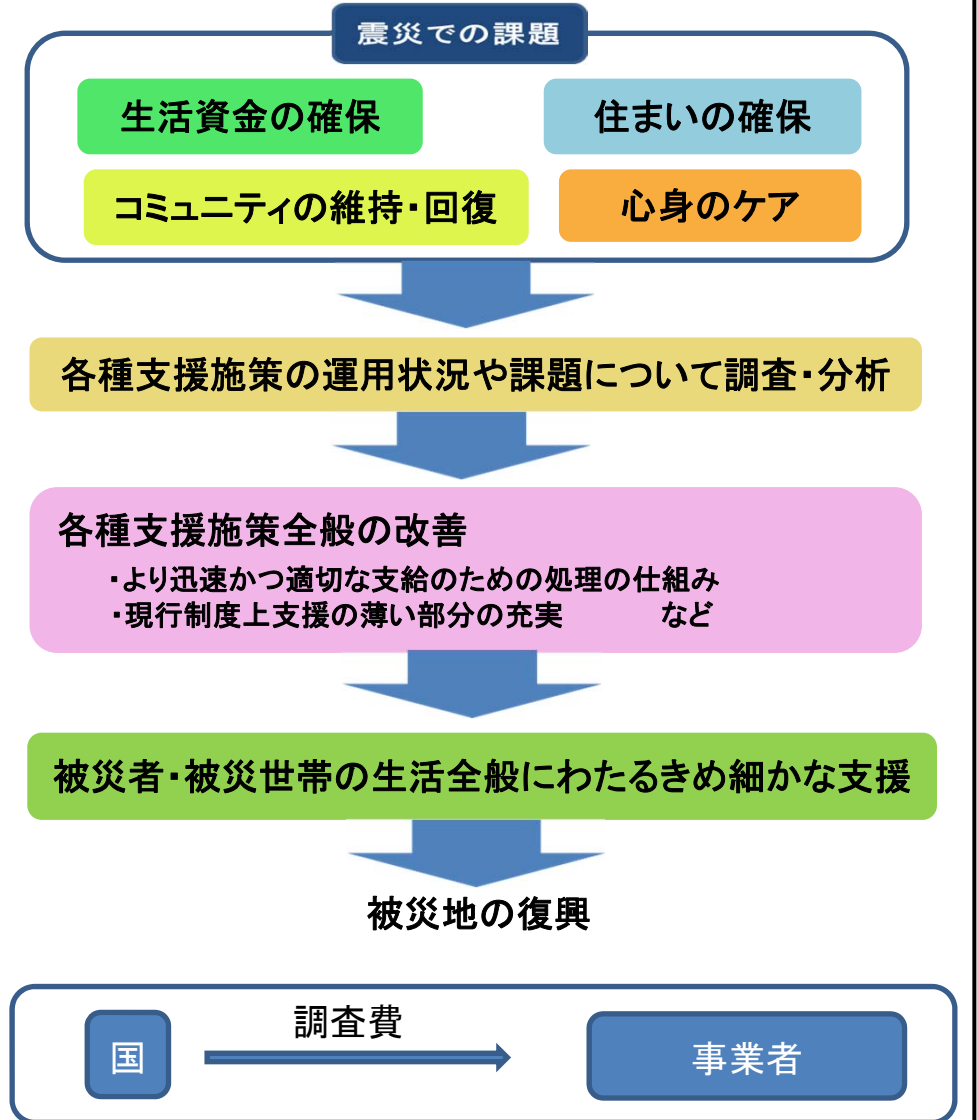 震災での課題
生活資金の確保
住まいの確保
コミュニティの維持・回復
心身のケア
各種支援施策の運用状況や課題について調査・分析
各種支援施策全般の改善
・より迅速かつ適切な支給のための処理の仕組み
・現行制度上支援の薄い部分の充実　　　など
被災者・被災世帯の生活全般にわたるきめ細かな支援
被災地の復興
調査費
国
事業者